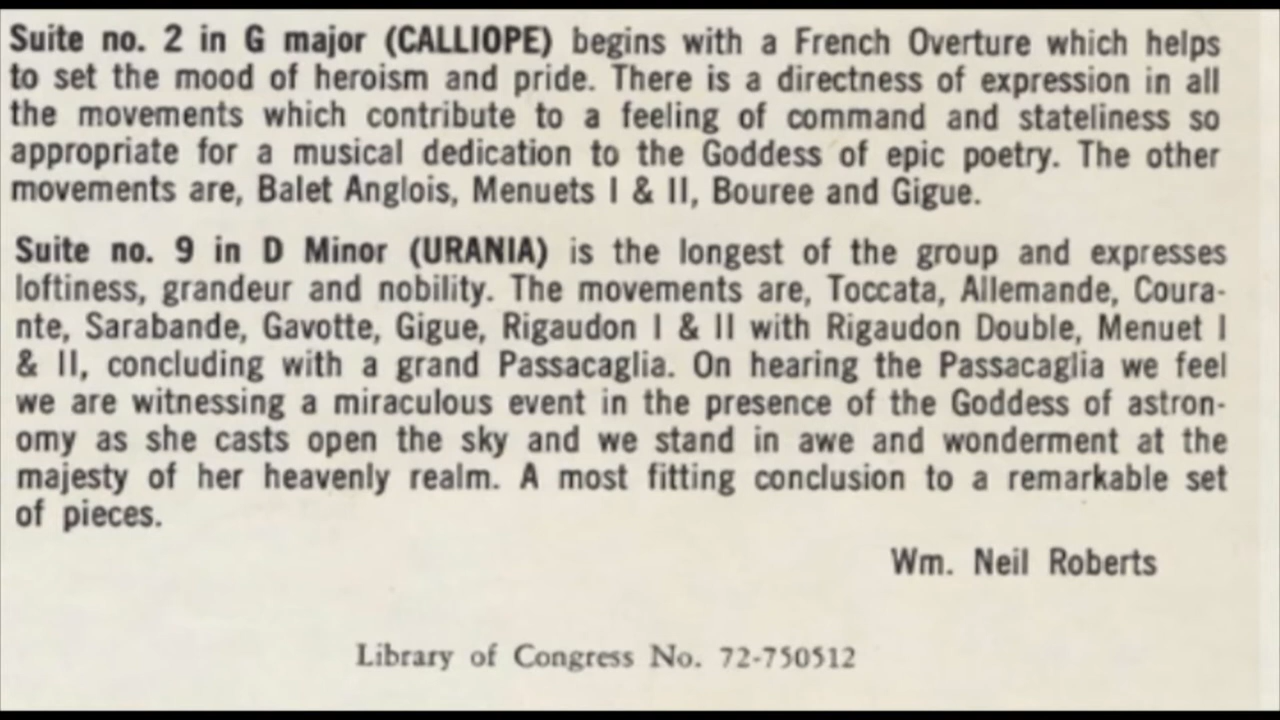 Suite no. 2 in G major (CALLIOPE) begins with a French Overture which helps
to set the mood of heroism and pride. There is a directness of expression in all
the movements which contribute to a feeling of command and stateliness so
appropriate for a musical dedication to the Goddess of epic poetry. The other
movements are, Balet Anglois, Menuets I & II, Bouree and Gigue.
Suite no. 9 in D Minor (URANIA) is the longest of the group and expresses
loftiness, grandeur and nobility. The movements are, Toccata, Allemande, Coura-
nte, Sarabande, Gavotte, Gigue, Rigaudon I & II with Rigaudon Double, Menuet I
& II, concluding with a grand Passacaglia. On hearing the Passacaglia we feel
we are witnessing a miraculous event in the presence of the Goddess of astron-
omy as she casts open the sky and we stand in awe and wonderment at the
majesty of her heavenly realm. A most fitting conclusion to a remarkable set
of pieces.
Wm. Neil Roberts
Library of Congress No. 72-750512